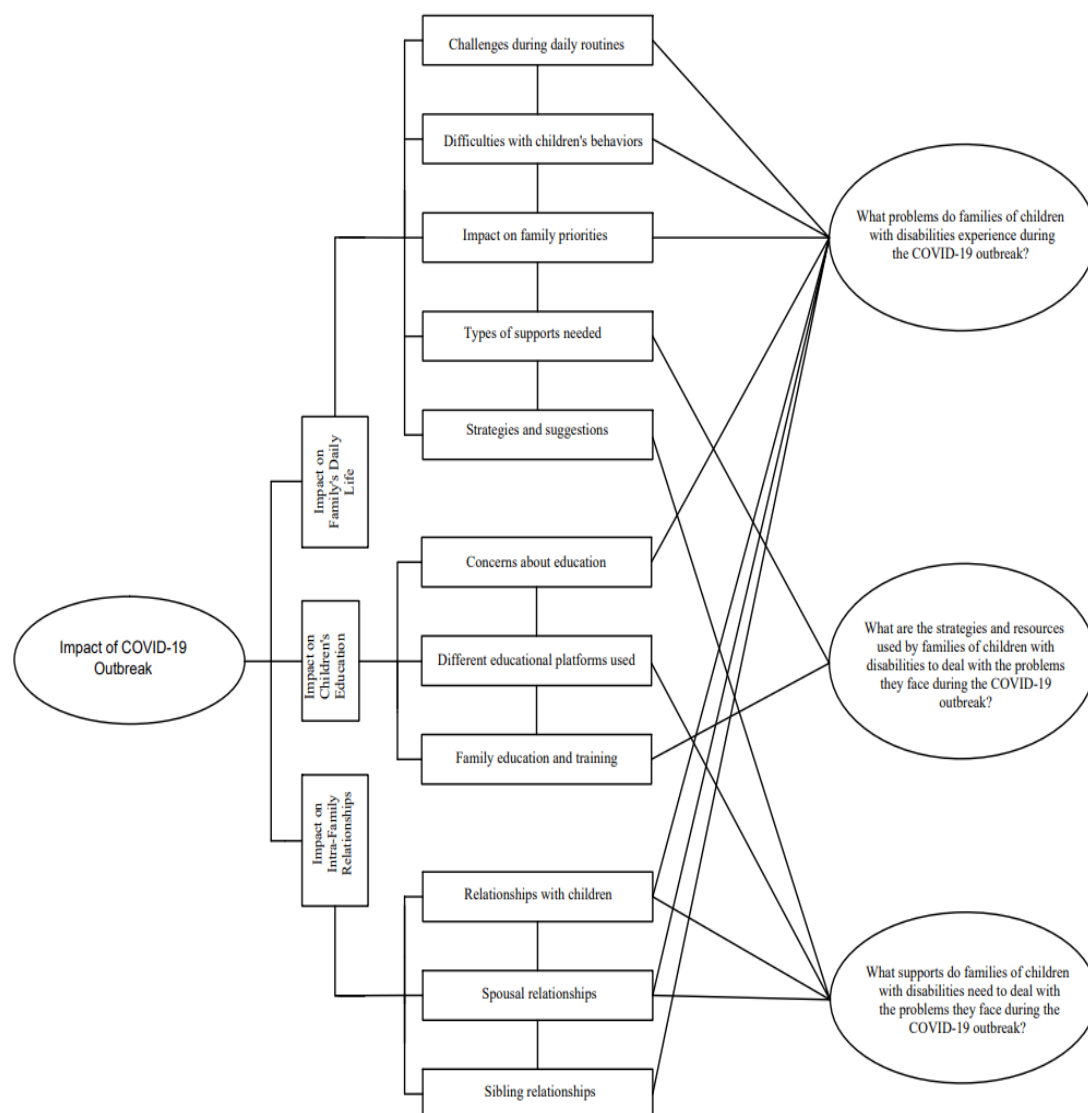 Challenges during daily routines
Difficulties with children's behaviors
Impact on family priorities
Types of supports needed
Strategies and suggestions
Impact on
Family's Daily
Life
Concerns about education
Different educational platforms used
Family education and training
Impact on
Children's
Education
Impact of COVID-19
Outbreak
Impact on
Intra-Family
Relationships
Relationships with children
Spousal relationships
Sibling relationships
What problems do families of children
with disabilities experience during
the COVID-19 outbreak?
What are the strategies and resources
used by families of children with
disabilities to deal with the problems
they face during the COVID-19
outbreak?
What supports do families of children
with disabilities need to deal with
the problems they face during the
COVID-19 outbreak?